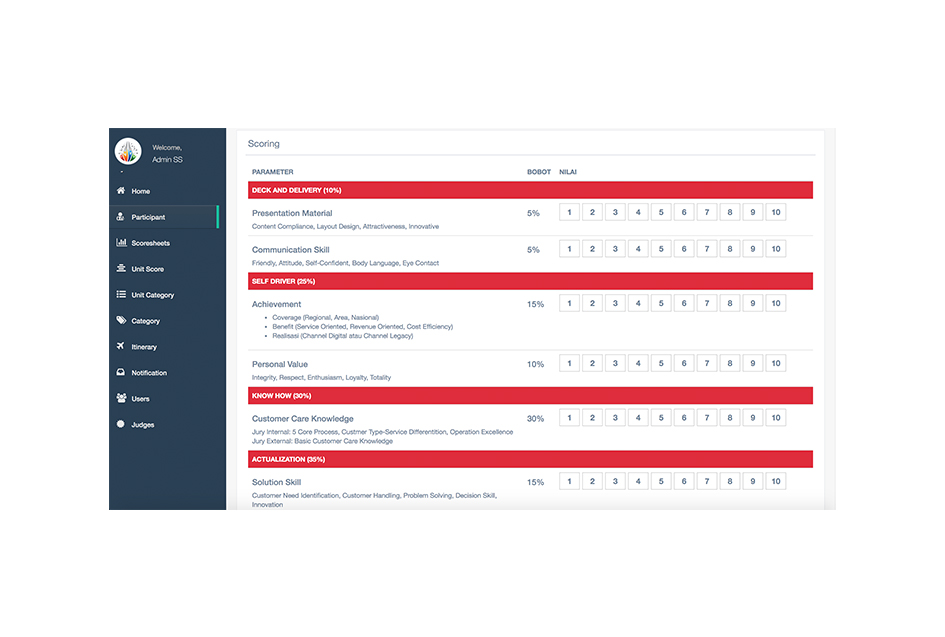 Welcome,
Admin SS
Home
Participant
Scoresheets
Unit Score
Unit Category
Category
Itinerary
Notification
Users
Judges
Scoring
PARAMETER BOBOT NILAI
DECK AND DELIVERY (10%)
Presentation Material 5% 1 2 3 4 5 6 7 8 9 10
Content Compliance, Layout Design, Attractiveness, Innovative
Communication Skill 5% 1 2 3 4 5 6 7 8 9 10
Friendly, Attitude, Self-Confident, Body Language, Eye Contact
SELF DRIVER (25%)
Achievement 15% 1 2 3 4 5 6 7 8 9 10
• Coverage (Regional, Area, Nasional)
• Benefit (Service Oriented, Revenue Oriented, Cost Efficiency)
• Realisasi (Channel Digital atau Channel Legacy)
Personal Value 10% 1 2 3 4 5 6 7 8 9 10
Integrity, Respect, Enthusiasm, Loyalty, Totality
KNOW HOW (30%)
Customer Care Knowledge 30% 1 2 3 4 5 6 7 8 9 10
Jury Internal: 5 Core Process, Custmer Type-Service Differentition, Operation Excellence
Jury External: Basic Customer Care Knowledge
ACTUALIZATION (35%)
Solution Skill 15% 1 2 3 4 5 6 7 8 9 10
Customer Need Identification, Customer Handling, Problem Solving, Decision Skill,
Innovation